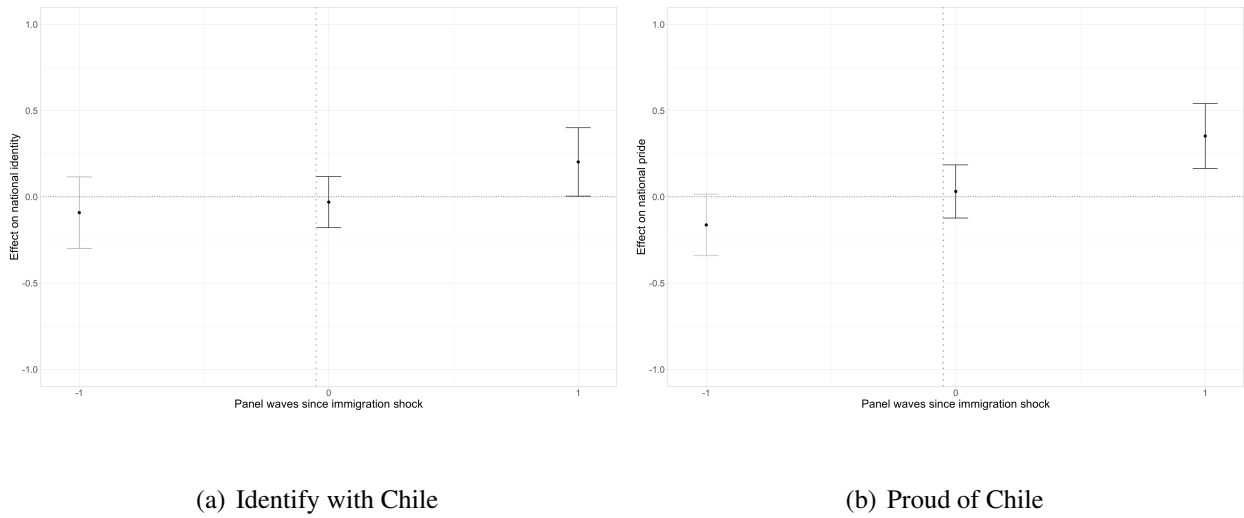 1.0
0.5
0.0
-0.5
-1.0
Effect on national identity
-1
0
1
Panel waves since immigration shock
(a) Identify with Chile
1.0
0.5
0.0
-0.5
-1.0
Effect on national pride
-1
0
1
Panel waves since immigration shock
(b) Proud of Chile